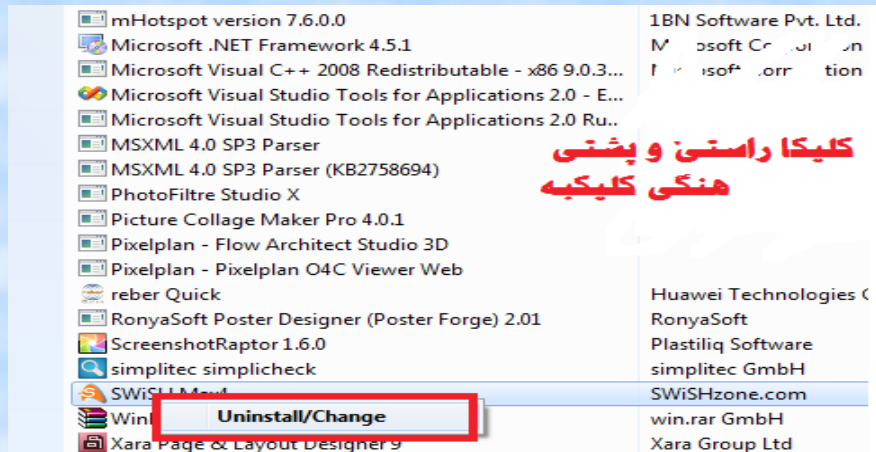 mHotspot version 7.6.0.0 1BN Software Pvt. Ltd.
Microsoft .NET Framework 4.5.1
Microsoft Visual C++ 2008 Redistributable - x86 9.0.3...
Microsoft Visual Studio Tools for Applications 2.0 - E...
Microsoft Visual Studio Tools for Applications 2.0 Ru..
MSXML 4.0 SP3 Parser
کلیکا راستێ و پشتی
MSXML 4.0 SP3 Parser (KB2758694)
هنگی کلیکبە
PhotoFiltre Studio X
Picture Collage Maker Pro 4.0.1
Pixelplan - Flow Architect Studio 3D
Pixelplan - Pixelplan O4C Viewer Web
reber Quick Huawei Technologies
RonyaSoft Poster Designer (Poster Forge) 2.01 RonyaSoft
ScreenshotRaptor 1.6.0 Plastiliq Software
simplitec simplicheck simplitec GmbH
SWiSHzone.com
Uninstall/Change win.rar GmbH
Xara Page & Layout Designer 9 Xara Group Ltd